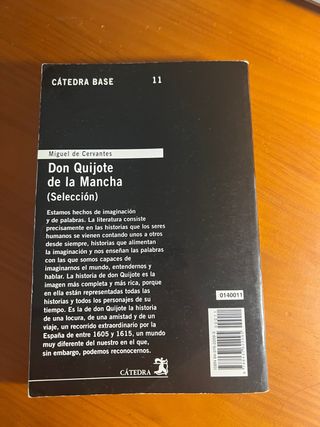 CÁTEDRA BASE 11
Miguel de Cervantes
Don Quijote
de la Mancha
(Selección)
Estamos hechos de imaginación
y de palabras. La literatura consiste
precisamente en las historias que los seres
humanos se vienen contando unos a otros
desde siempre, historias que alimentan
la imaginación y nos enseñan las palabras
con las que somos capaces de
imaginarnos el mundo, entendernos y
hablar. La historia de don Quijote es la
imagen más completa y más rica, porque
en ella están representadas todas las
historias y todos los personajes de su
tiempo. Es la de don Quijote la historia
de una locura, de una amistad y de un
viaje, un recorrido extraordinario por la
España de entre 1605 y 1615, un mundo
muy diferente del nuestro en el que,
sin embargo, podemos reconocernos.
0140011
CÁTEDRA